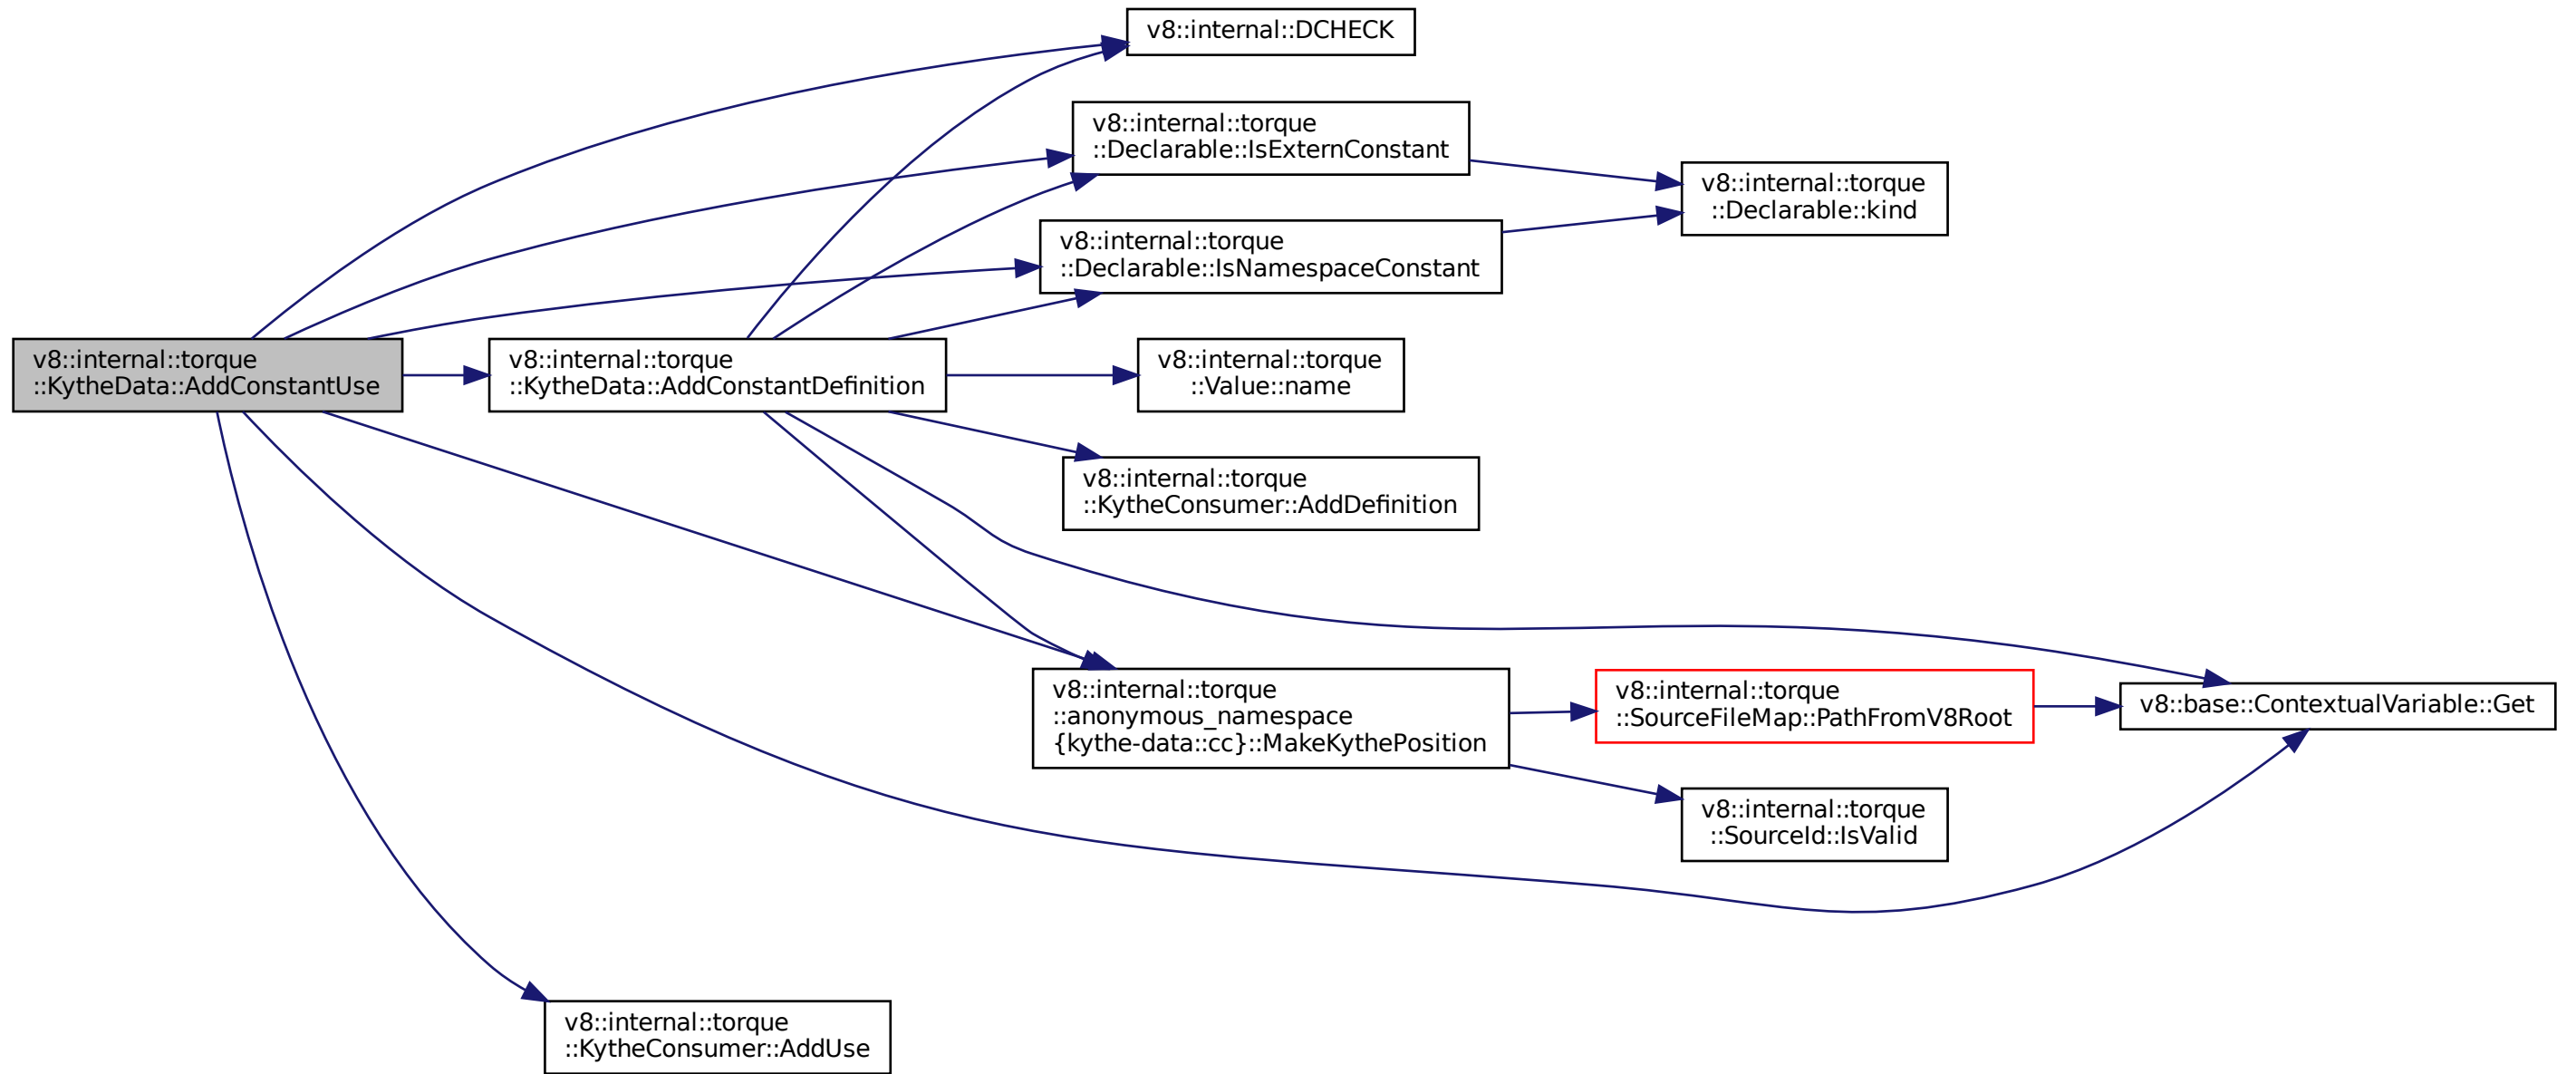 v8::internal::DCHECK
v8::internal::torque
::Declarable::IsExternConstant
v8::internal::torque
::Declarable::kind
v8::internal::torque
::Declarable::IsNamespaceConstant
v8::internal::torque
::KytheData::AddConstantUse
v8::internal::torque
::KytheData::AddConstantDefinition
v8::internal::torque
::Value::name
v8::internal::torque
::KytheConsumer::AddDefinition
v8::internal::torque
::anonymous_namespace
{kythe-data::cc}::MakeKythePosition
v8::internal::torque
::SourceFileMap::PathFromV8Root
v8::base::ContextualVariable::Get
v8::internal::torque
::SourceId::IsValid
v8::internal::torque
::KytheConsumer::AddUse